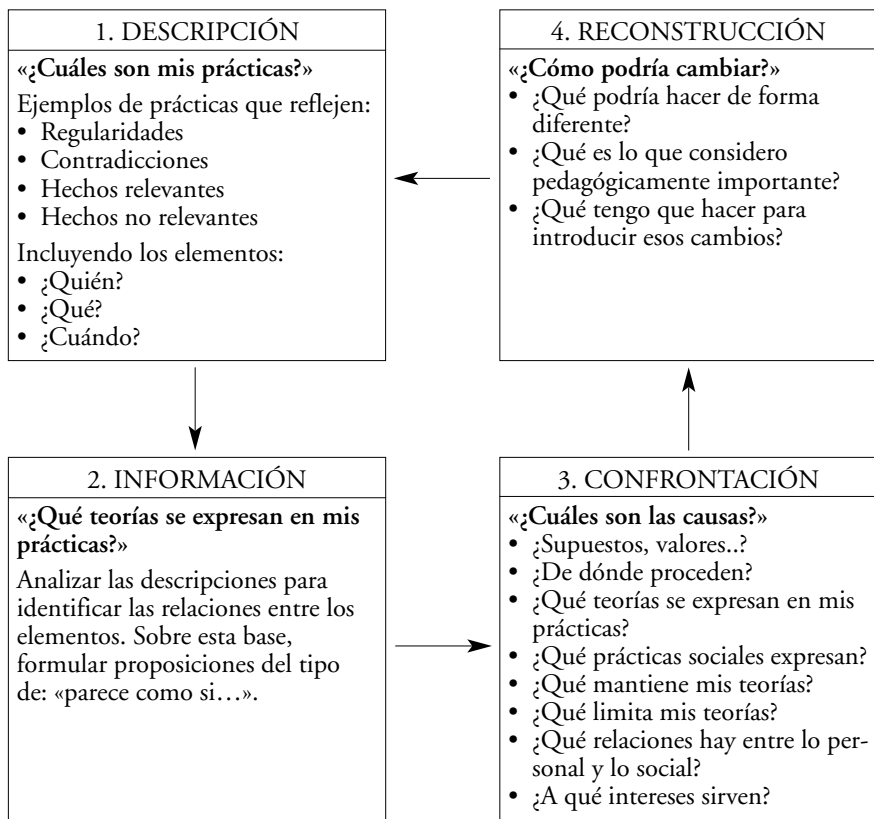 1. DESCRIPCIÓN
«¿Cuáles son mis prácticas?»
Ejemplos de prácticas que reflejen:
• Regularidades
• Contradicciones
• Hechos relevantes
• Hechos no relevantes
Incluyendo los elementos:
• ¿Quién?
• ¿Qué?
• ¿Cuándo?
2. INFORMACIÓN
«¿Qué teorías se expresan en mis
prácticas?»
Analizar las descripciones para
identificar las relaciones entre los
elementos. Sobre esta base,
formular proposiciones del tipo
de: «parece como si…».
3. CONFRONTACIÓN
«¿Cuáles son las causas?»
• ¿Supuestos, valores..?
• ¿De dónde proceden?
• ¿Qué teorías se expresan en mis
prácticas?
• ¿Qué prácticas sociales expresan?
• ¿Qué mantiene mis teorías?
• ¿Qué limita mis teorías?
• ¿Qué relaciones hay entre lo per-
sonal y lo social?
• ¿A qué intereses sirven?
4. RECONSTRUCCIÓN
«¿Cómo podría cambiar?»
• ¿Qué podría hacer de forma
diferente?
• ¿Qué es lo que considero
pedagógicamente importante?
• ¿Qué tengo que hacer para
introducir esos cambios?